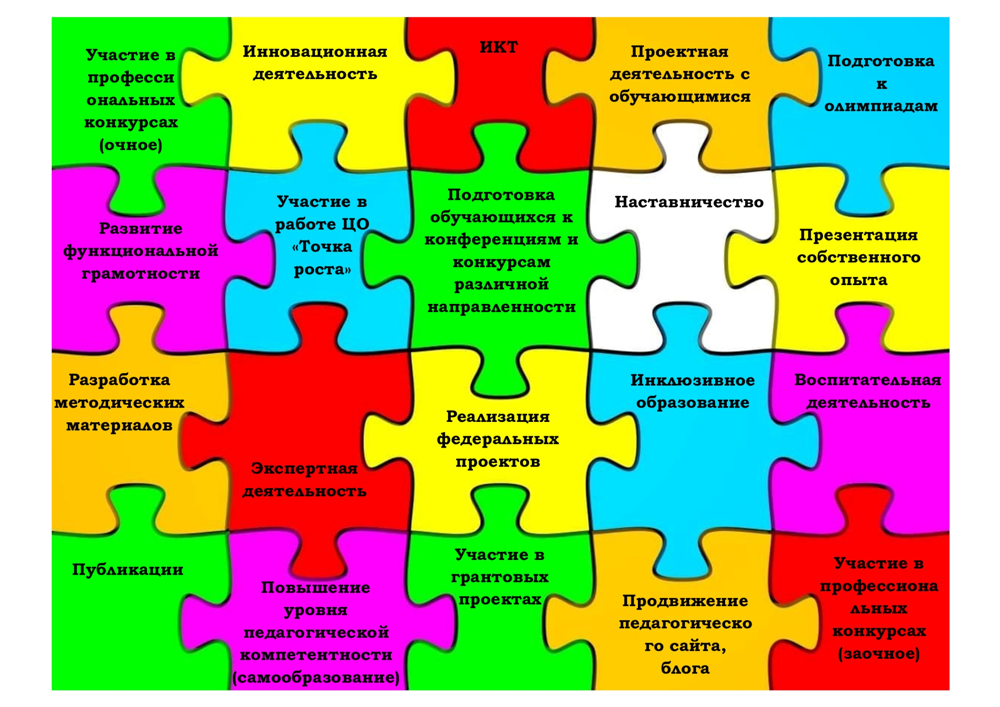 Участие в
професси
ональных
конкурсах
(очное)
Инновационная
деятельность
ИКТ
Проектная
деятельность с
обучающимися
Подготовка
к
олимпиадам
Развитие
функциональной
грамотности
Участие в
работе ЦО
«Точка
роста»
Подготовка
обучающихся к
конференциям и
конкурсам
различной
направленности
Наставничество
Презентация
собственного
опыта
Разработка
методических
материалов
Экспертная
деятельность
Реализация
федеральных
проектов
Инклюзивное
образование
Воспитательная
деятельность
Публикации
Повышение
уровня
педагогической
компетентности
(самообразование)
Участие в
грантовых
проектах
Продвижение
педагогическо
го сайта,
блога
Участие в
профессиона
льных
конкурсах
(заочное)